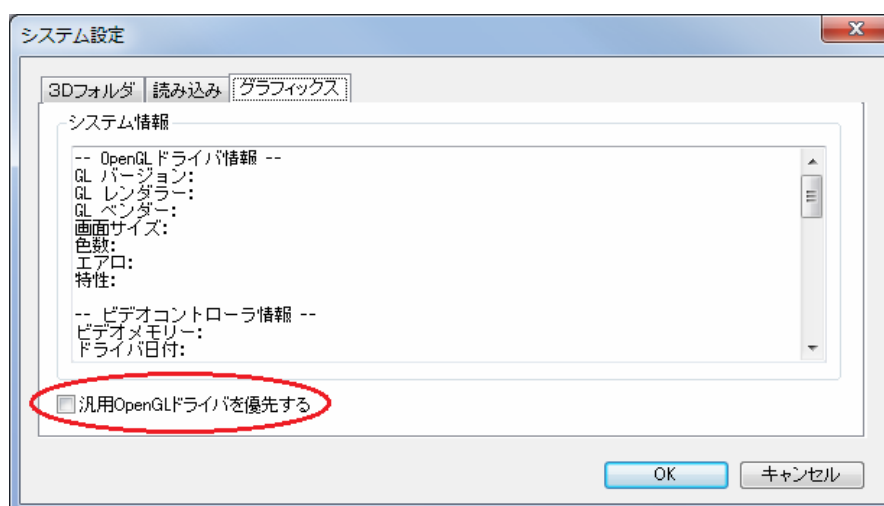 システム設定
3Dフォルダ 読み込み グラフィックス
システム情報
-- OpenGLドライバ情報 --
GL バージョン:
GL レンダラー:
GL ベンダー:
画面サイズ:
色数:
エアロ:
特性:
-- ビデオコントローラ情報 --
ビデオメモリー:
ドライバ日付:
汎用OpenGLドライバを優先する
OK キャンセル